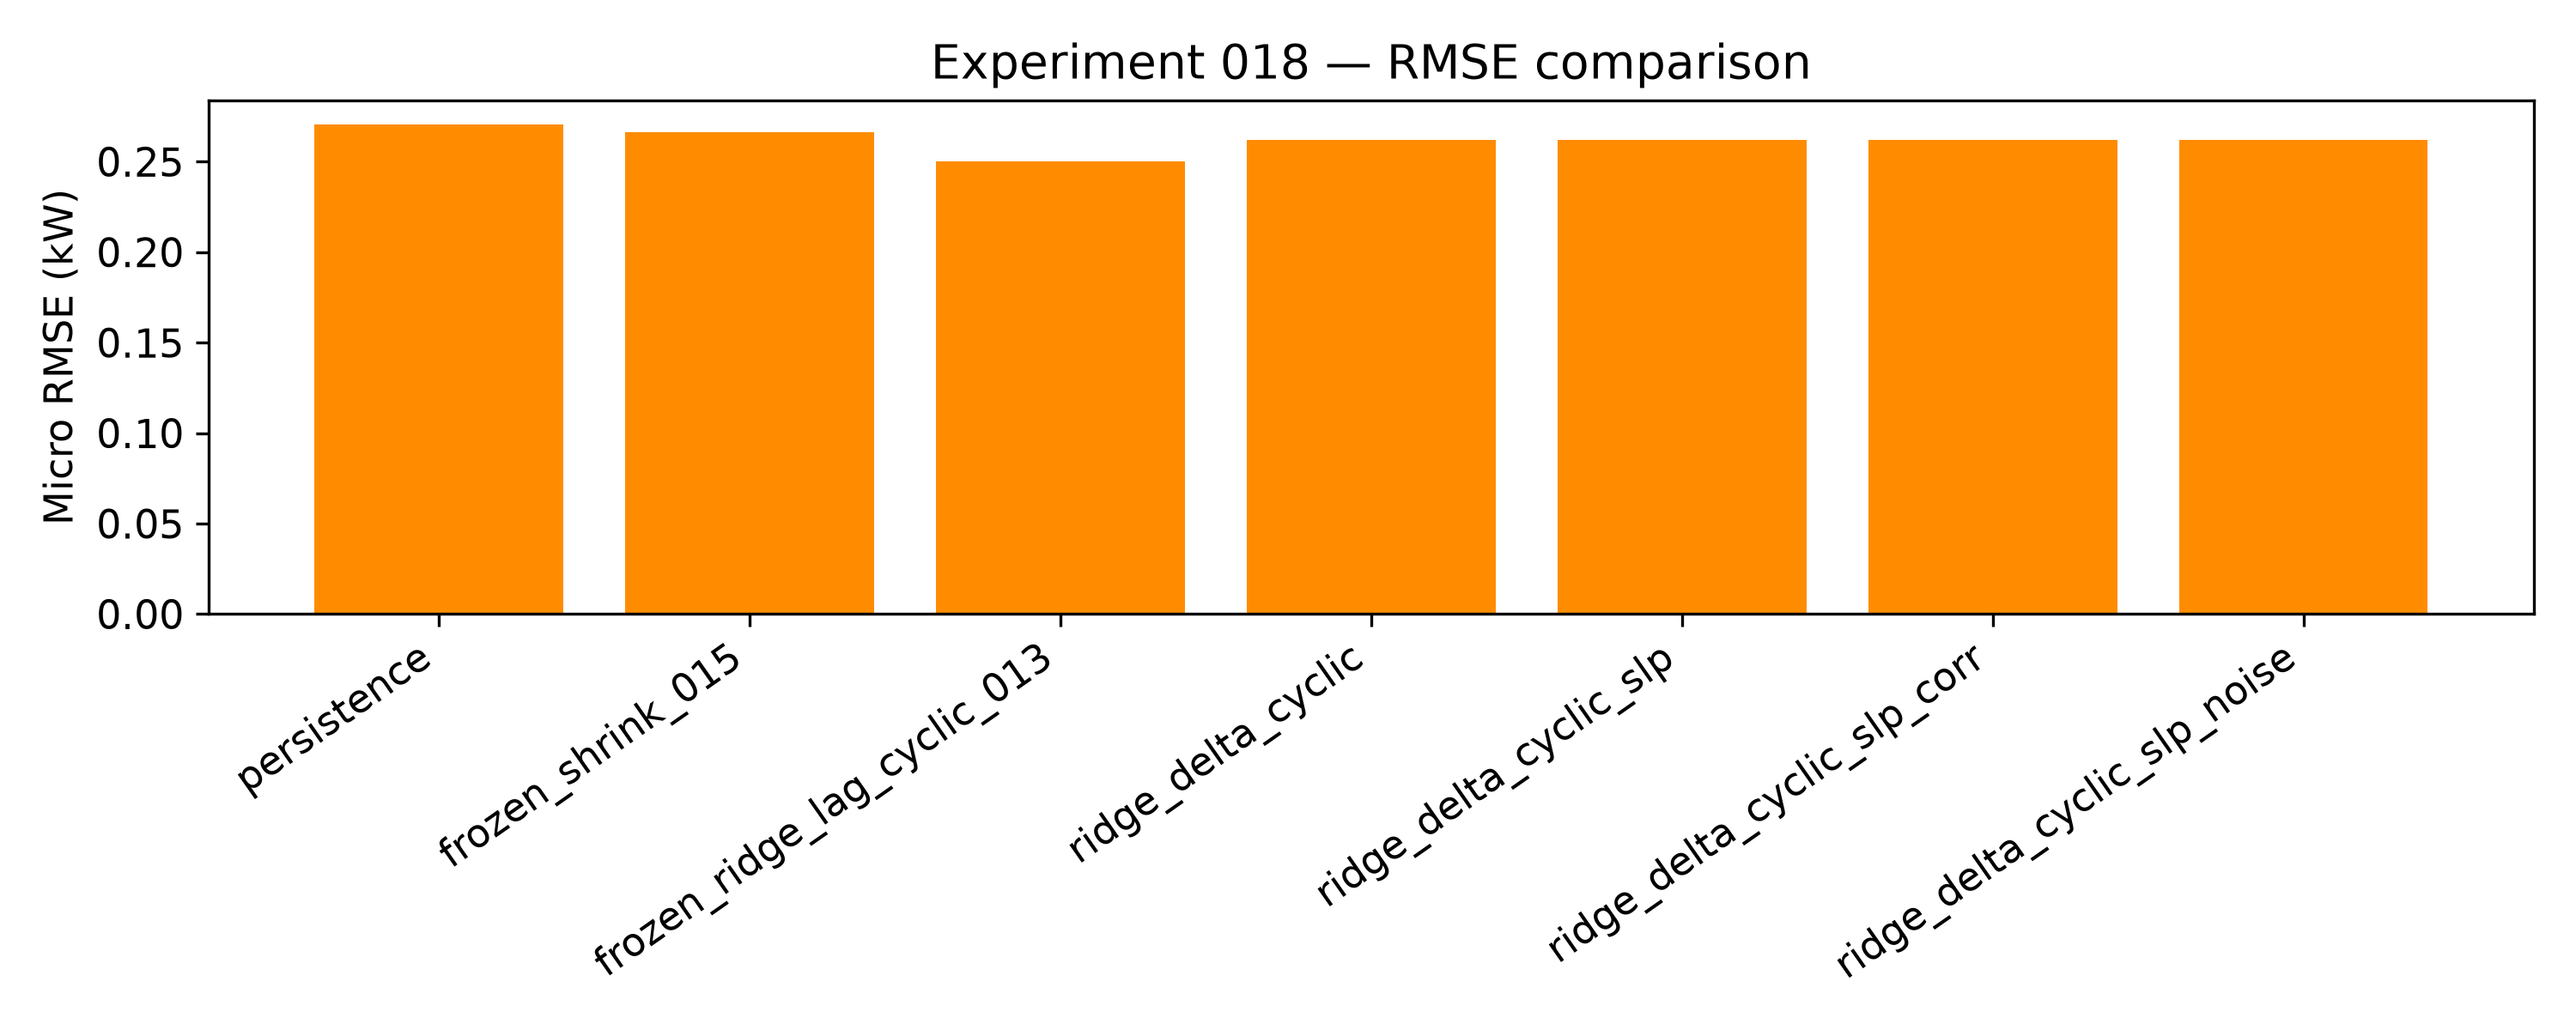 Experiment 018 — RMSE comparison
Micro RMSE (kW)
0.25
0.20
0.15
0.10
0.05
0.00
persistence
frozen_shrink_015
frozen_ridge_lag_cyclic_013
ridge_delta_cyclic
ridge_delta_cyclic_slp
ridge_delta_cyclic_slp_corr
ridge_delta_cyclic_slp_noise